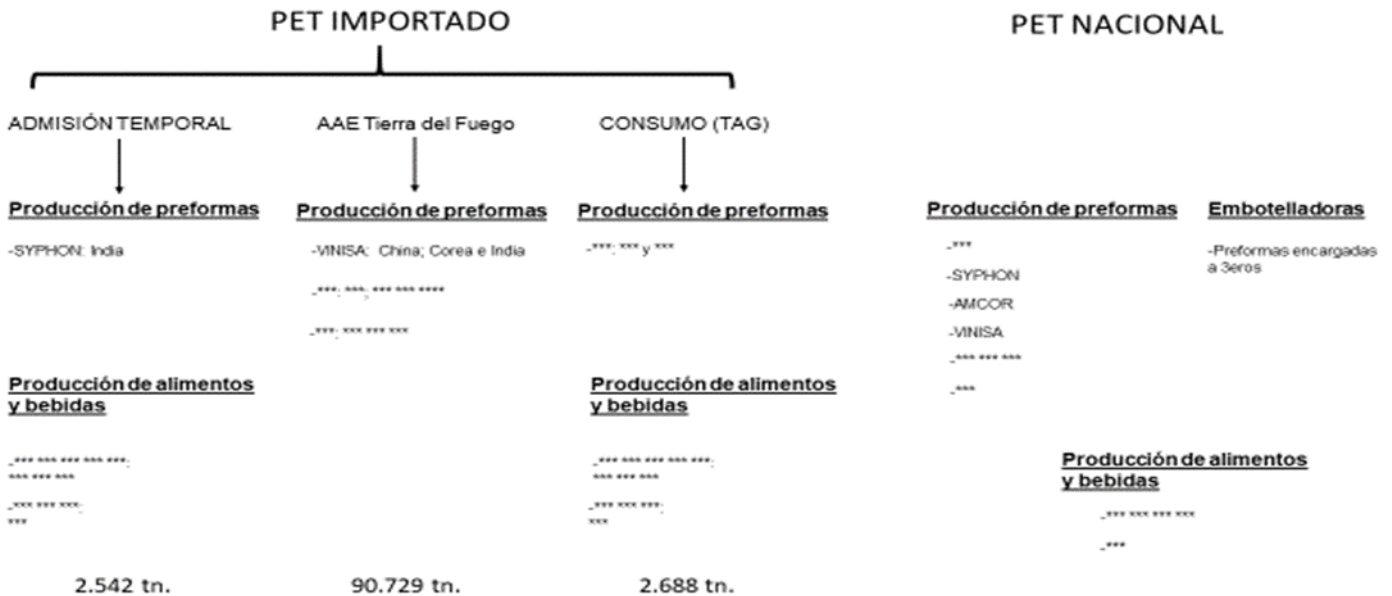 PET IMPORTADO
PET NACIONAL
ADMISIÓN TEMPORAL
AAE Tierra del Fuego
CONSUMO (TAG)
Producción de preformas
-SYPHON: India
Producción de preformas
-VINISA: China; Corea e India
-***: ***; *** *** ****
-***: *** *** ***
Producción de preformas
-***: *** y ***
Producción de preformas
-***
-SYPHON
-AMCOR
-VINISA
-*** *** ***
-***
Embotelladoras
-Preformas encargadas
a 3eros
Producción de alimentos
y bebidas
-*** *** *** *** ***:
*** *** ***
-*** *** ***:
***
Producción de alimentos
y bebidas
-*** *** *** *** ***:
*** *** ***
-*** *** ***:
***
Producción de alimentos
y bebidas
-*** *** *** ***
-***
2.542 tn.
90.729 tn.
2.688 tn.